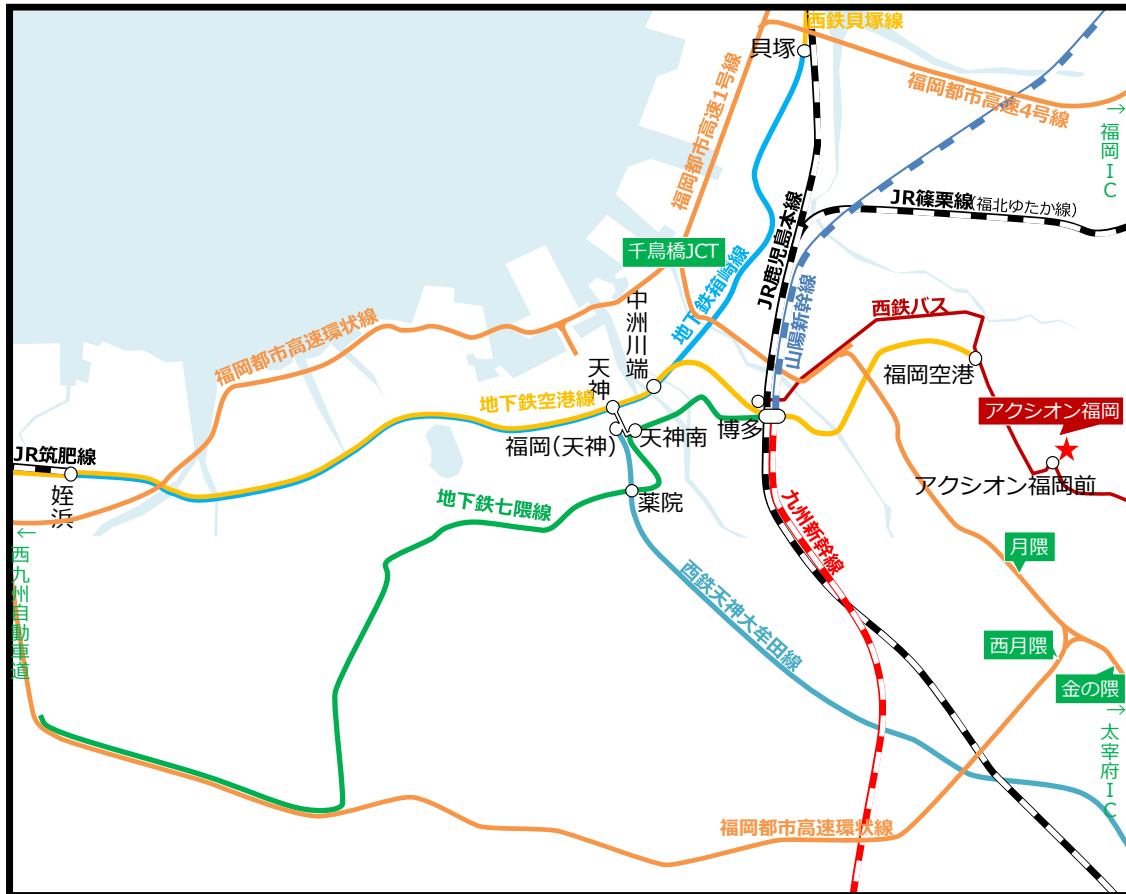 西鉄貝塚線
貝塚
福岡都市高速1号線
福岡都市高速4号線
→
福岡IC
JR篠栗線(福北ゆたか線)
JR鹿児島本線
千鳥橋JCT
地下鉄箱崎線
山陽新幹線
西鉄バス
中洲川端
福岡都市高速環状線
天神
福岡空港
地下鉄空港線
アクシオン福岡
福岡(天神)
天神南
博多
JR筑肥線
アクシオン福岡前
姪浜
地下鉄七隈線
薬院
九州新幹線
←
西九州自動車道
月隈
西鉄天神大牟田線
西月隈
金の隈
→
太宰府IC
福岡都市高速環状線